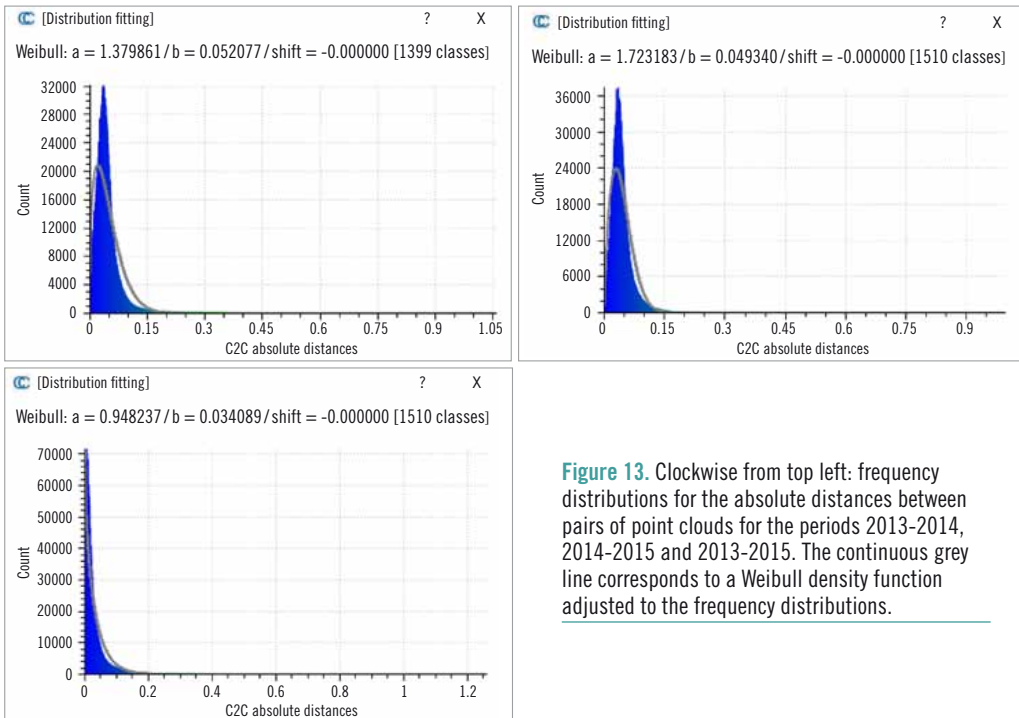 [Distribution fitting] ? X
Weibull: a = 1.379861/b = 0.052077/shift = -0.000000 [1399 classes]
32000
28000
24000
20000
16000
12000
8000
4000
0
Count
0 0.15 0.3 0.45 0.6 0.75 0.9 1.05
C2C absolute distances
[Distribution fitting] ? X
Weibull: a = 1.723183/b = 0.049340/shift = -0.000000 [1510 classes]
36000
30000
24000
18000
12000
6000
0
Count
0 0.15 0.3 0.45 0.6 0.75 0.9
C2C absolute distances
[Distribution fitting] ? X
Weibull: a = 0.948237/b = 0.034089/shift = -0.000000 [1510 classes]
70000
60000
50000
40000
30000
20000
10000
0
Count
0 0.2 0.4 0.6 0.8 1 1.2
C2C absolute distances
Figure 13. Clockwise from top left: frequency
distributions for the absolute distances between
pairs of point clouds for the periods 2013-2014,
2014-2015 and 2013-2015. The continuous grey
line corresponds to a Weibull density function
adjusted to the frequency distributions.